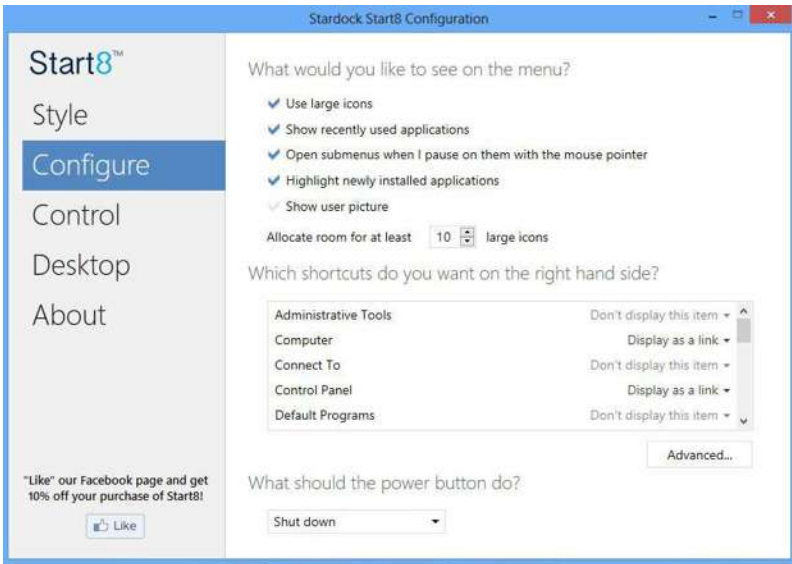 Stardock Start8 Configuration
Start8™
Style
Configure
Control
Desktop
About
"Like" our Facebook page and get
10% off your purchase of Start8!
Like
What would you like to see on the menu?
Use large icons
Show recently used applications
Open submenus when I pause on them with the mouse pointer
Highlight newly installed applications
Show user picture
Allocate room for at least 10 large icons
Which shortcuts do you want on the right hand side?
Administrative Tools Don't display this item
Computer Display as a link
Connect To Don't display this item
Control Panel Display as a link
Default Programs Don't display this item
Advanced...
What should the power button do?
Shut down